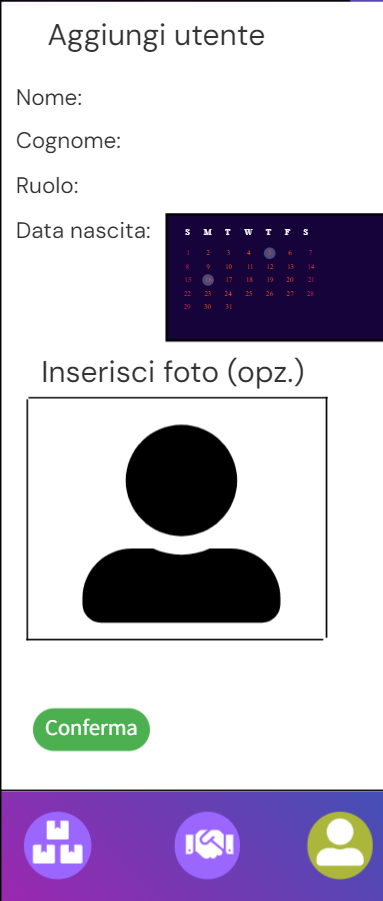 Aggiungi utente
Nome:
Cognome:
Ruolo:
Data nascita:
S M T W T F S
1 2 3 4 5 6 7
8 9 10 11 12 13 14
15 16 17 18 19 20 21
22 23 24 25 26 27 28
29 30 31
Inserisci foto (opz.)
Conferma